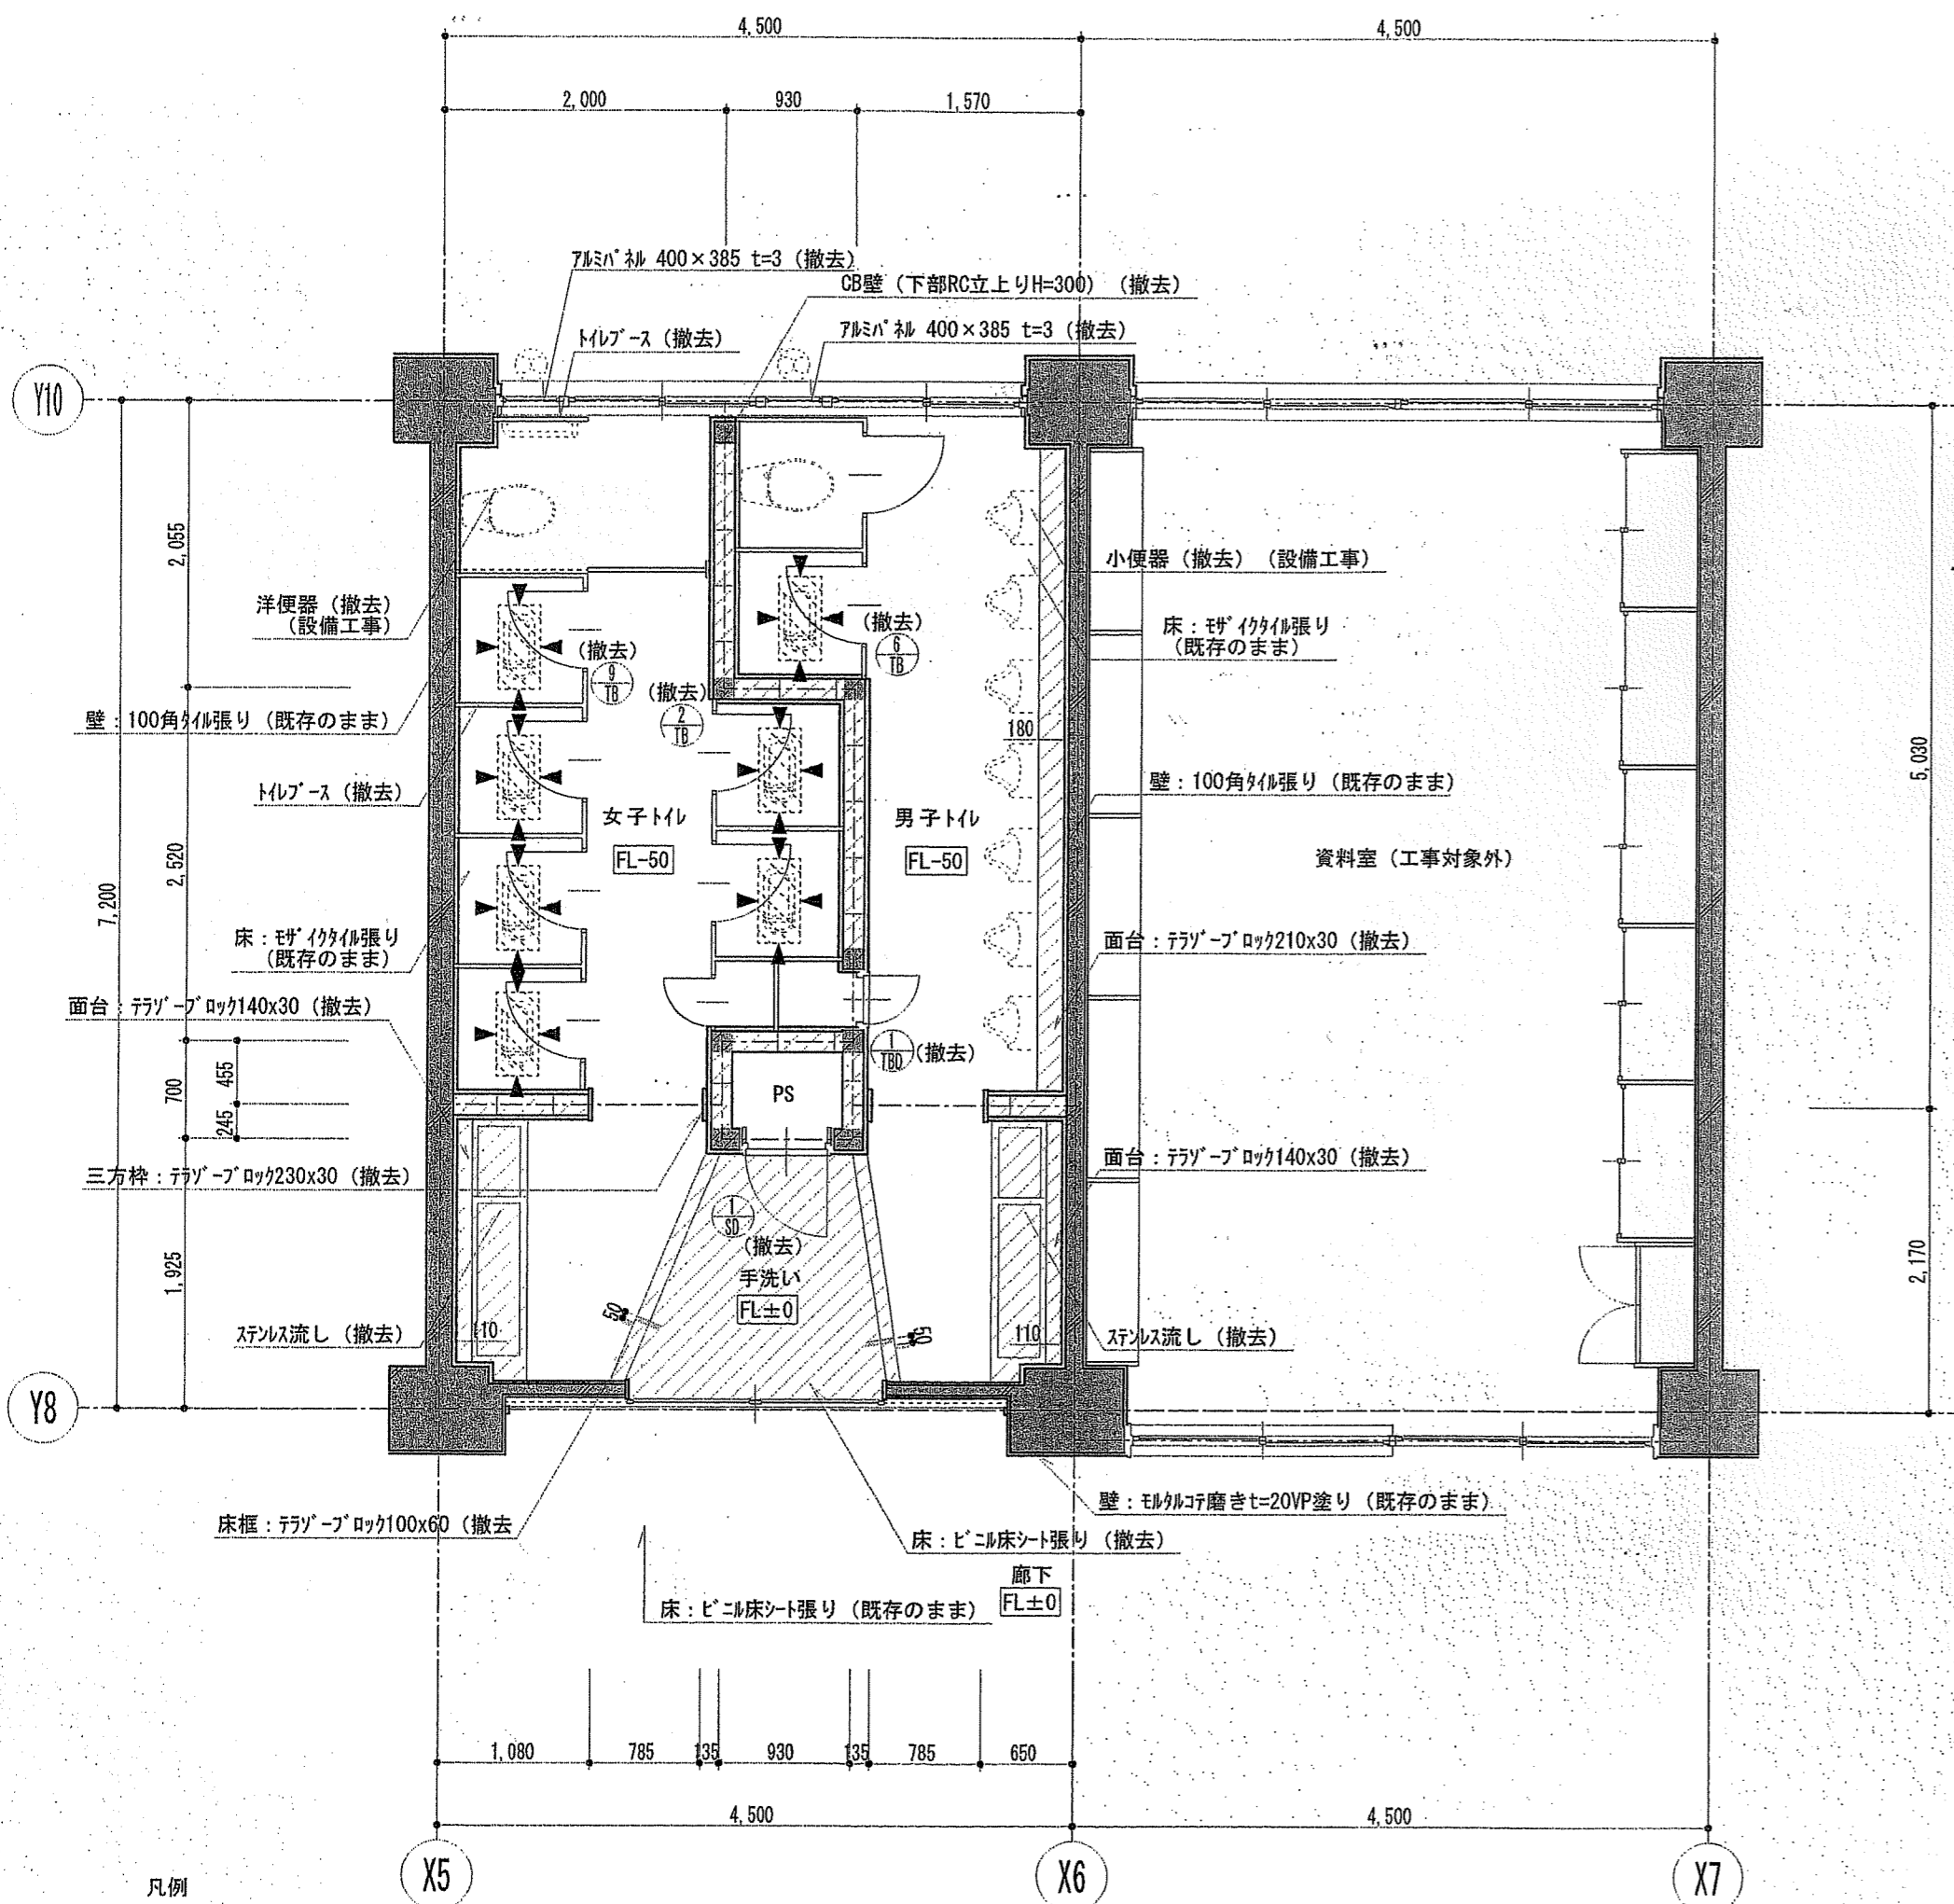 4,500
4,500
2,000
930
1,570
アルミパネル 400×385 t=3 (撤去)
CB壁 (下部RC立上りH=300) (撤去)
トイレブース (撤去)
アルミパネル 400×385 t=3 (撤去)
Y10
2,055
洋便器 (撤去)
(設備工事)
小便器 (撤去) (設備工事)
床:モザイクタイル張り
(既存のまま)
(撤去)
6
TB
(撤去)
9
TB
(撤去)
2
TB
壁:100角タイル張り (既存のまま)
180
5,030
壁:100角タイル張り (既存のまま)
トイレブース (撤去)
女子トイレ
FL-50
男子トイレ
FL-50
資料室 (工事対象外)
2,520
7,200
床:モザイクタイル張り
(既存のまま)
面台:テラゾーブロック210x30 (撤去)
面台:テラゾーブロック140x30 (撤去)
1
TBD
(撤去)
455
700
245
PS
面台:テラゾーブロック140x30 (撤去)
三方枠:テラゾーブロック230x30 (撤去)
1
SD
(撤去)
手洗い
FL±0
1,925
2,170
50
50
ステンレス流し (撤去)
110
110
ステンレス流し (撤去)
Y8
壁:モルタルコテ磨きt=20VP塗り (既存のまま)
床框:テラゾーブロック100x60 (撤去
床:ビニル床シート張り (撤去)
廊下
FL±0
床:ビニル床シート張り (既存のまま)
1,080
785
135
930
135
785
650
4,500
4,500
X5
X6
X7
凡例